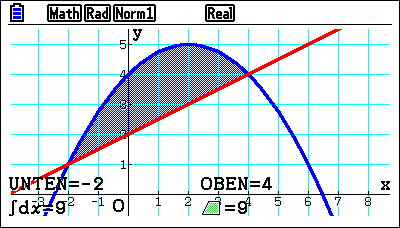 Math Rad Norm1 Real
y
5
4
3
2
1
UNTEN=-2 OBEN=4 x
-3 -2 -1 O 1 2 3 4 5 6 7 8
∫dx=9 =9